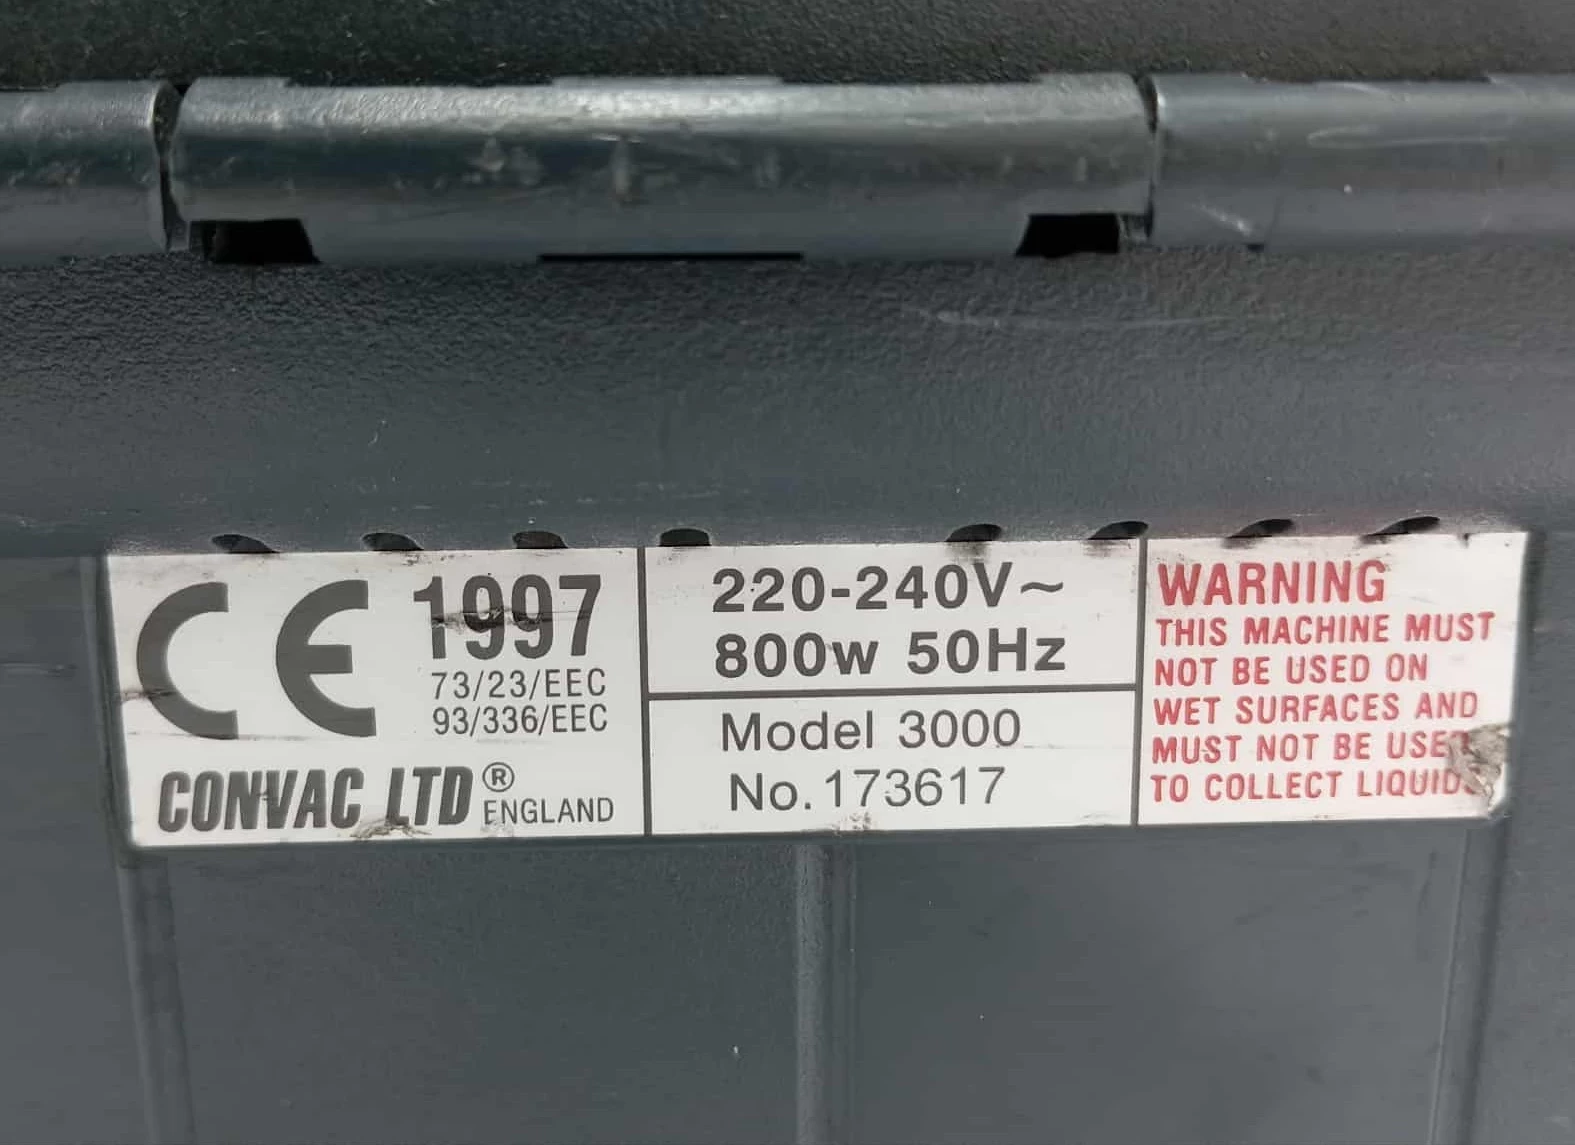 CE 1997
73/23/EEC
93/336/EEC
CONVAC LTD ®
ENGLAND
220-240V~
800w 50Hz
Model 3000
No. 173617
WARNING
THIS MACHINE MUST
NOT BE USED ON
WET SURFACES AND
MUST NOT BE USED
TO COLLECT LIQUIDS